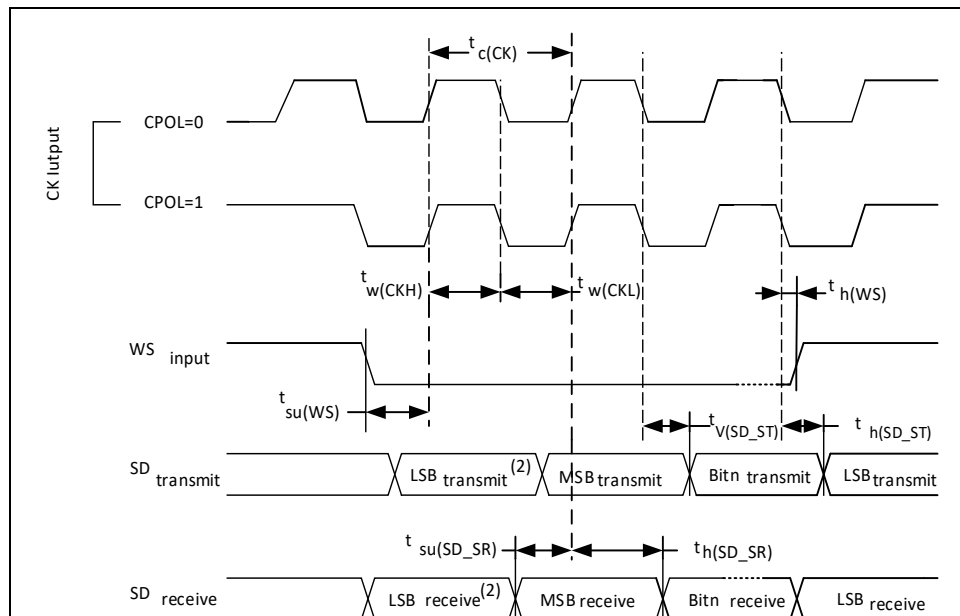 t c(CK)
CPOL=0
CK lutput
CPOL=1
t w(CKH)
t w(CKL)
t h(WS)
WS input
t su(WS)
t V(SD_ST)
t h(SD_ST)
SD transmit
LSB transmit (2)
MSB transmit
Bitn transmit
LSB transmit
t su(SD_SR)
t h(SD_SR)
SD receive
LSB receive (2)
MSB receive
Bitn receive
LSB receive